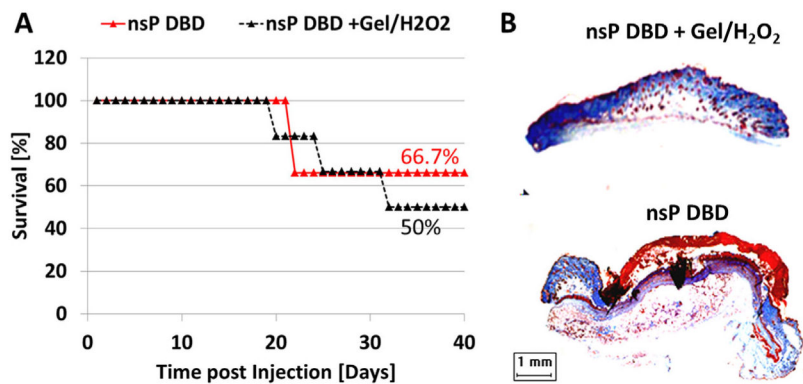 A
nsP DBD
nsP DBD +Gel/H2O2
120
100
80
60
40
20
0
Survival [%]
66.7%
50%
0
10
20
30
40
Time post Injection [Days]
B
nsP DBD + Gel/H₂O₂
nsP DBD
1 mm